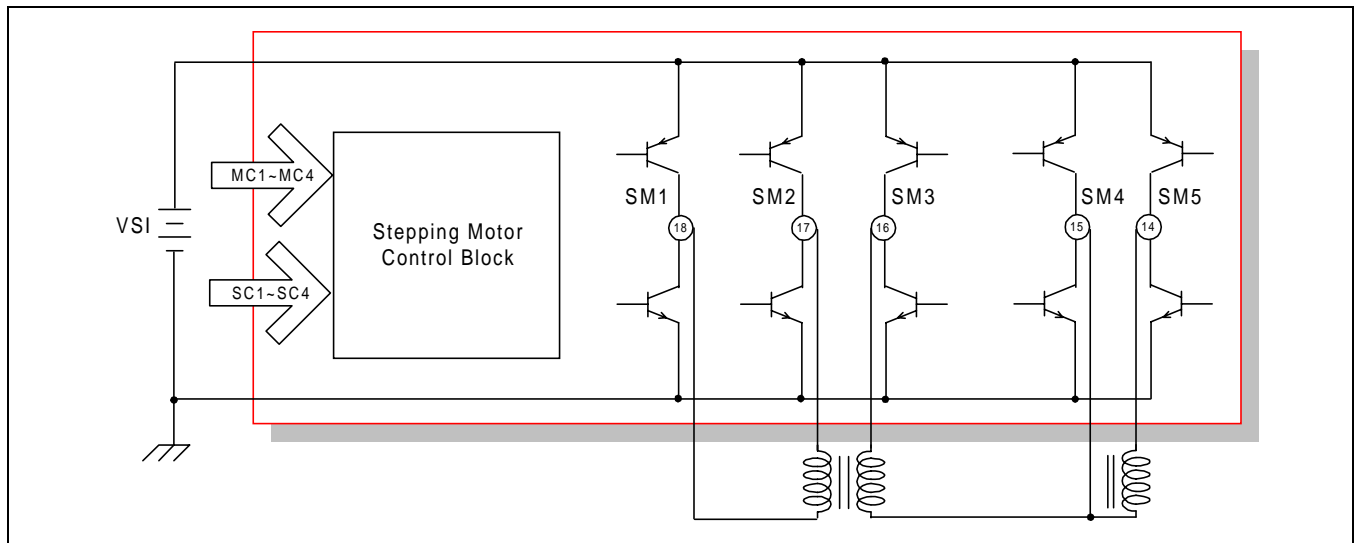 MC1~MC4
SM1
SM2
SM3
SM4
SM5
VSI
18
17
16
15
14
Stepping Motor
Control Block
SC1~SC4